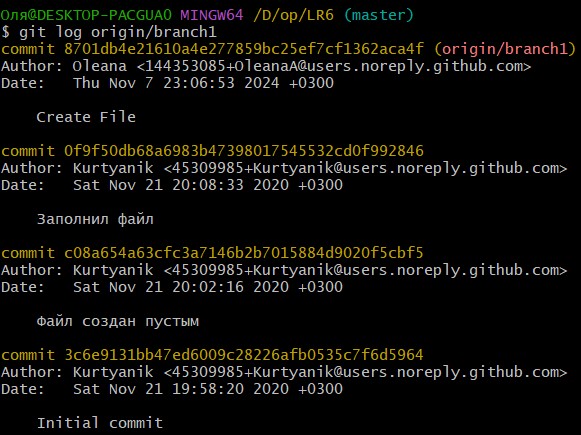 Оля@DESKTOP-PACGUA0 MINGW64 /D/op/LR6 (master)
$ git log origin/branch1
commit 8701db4e21610a4e277859bc25ef7cf1362aca4f (origin/branch1)
Author: Oleana <144353085+OleanaA@users.noreply.github.com>
Date:   Thu Nov 7 23:06:53 2024 +0300
    Create File
commit 0f9f50db68a6983b47398017545532cd0f992846
Author: Kurtyanik <45309985+Kurtyanik@users.noreply.github.com>
Date:   Sat Nov 21 20:08:33 2020 +0300
    Заполнил файл
commit c08a654a63cfc3a7146b2b7015884d9020f5cbf5
Author: Kurtyanik <45309985+Kurtyanik@users.noreply.github.com>
Date:   Sat Nov 21 20:02:16 2020 +0300
    Файл создан пустым
commit 3c6e9131bb47ed6009c28226afb0535c7f6d5964
Author: Kurtyanik <45309985+Kurtyanik@users.noreply.github.com>
Date:   Sat Nov 21 19:58:20 2020 +0300
    Initial commit